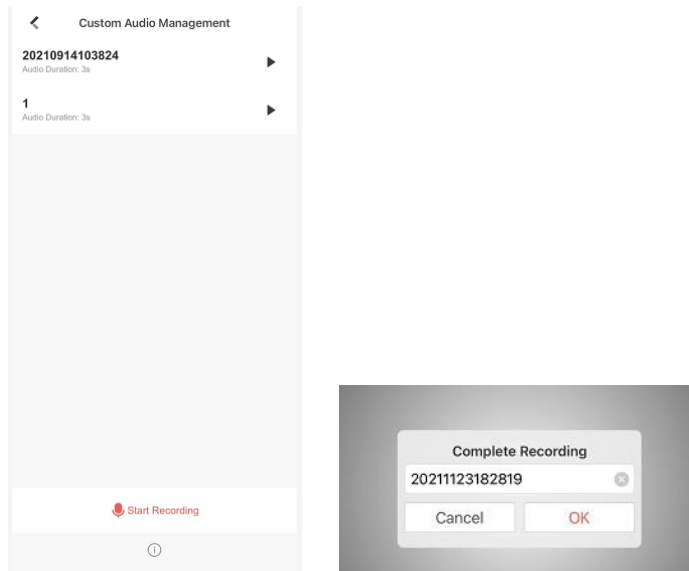 Custom Audio Management
20210914103824
Audio Duration: 3s
1
Audio Duration: 3s
Start Recording
Complete Recording
20211123182819
Cancel OK